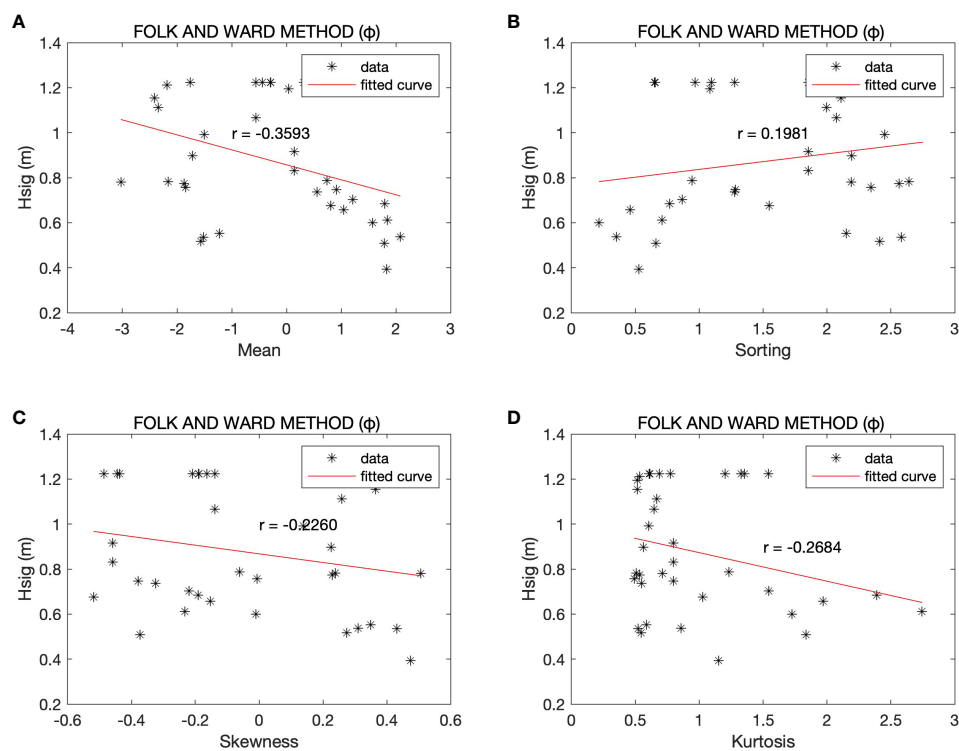 A
FOLK AND WARD METHOD (ϕ)
1.4
1.2
1
0.8
0.6
0.4
0.2
Hsig (m)
data
fitted curve
r = -0.3593
-4
-3
-2
-1
0
1
2
3
Mean
B
FOLK AND WARD METHOD (ϕ)
1.4
1.2
1
0.8
0.6
0.4
0.2
Hsig (m)
data
fitted curve
r = 0.1981
0
0.5
1
1.5
2
2.5
3
Sorting
C
FOLK AND WARD METHOD (ϕ)
1.4
1.2
1
0.8
0.6
0.4
0.2
Hsig (m)
data
fitted curve
r = -0.2260
-0.6
-0.4
-0.2
0
0.2
0.4
0.6
Skewness
D
FOLK AND WARD METHOD (ϕ)
1.4
1.2
1
0.8
0.6
0.4
0.2
Hsig (m)
data
fitted curve
r = -0.2684
0
0.5
1
1.5
2
2.5
3
Kurtosis